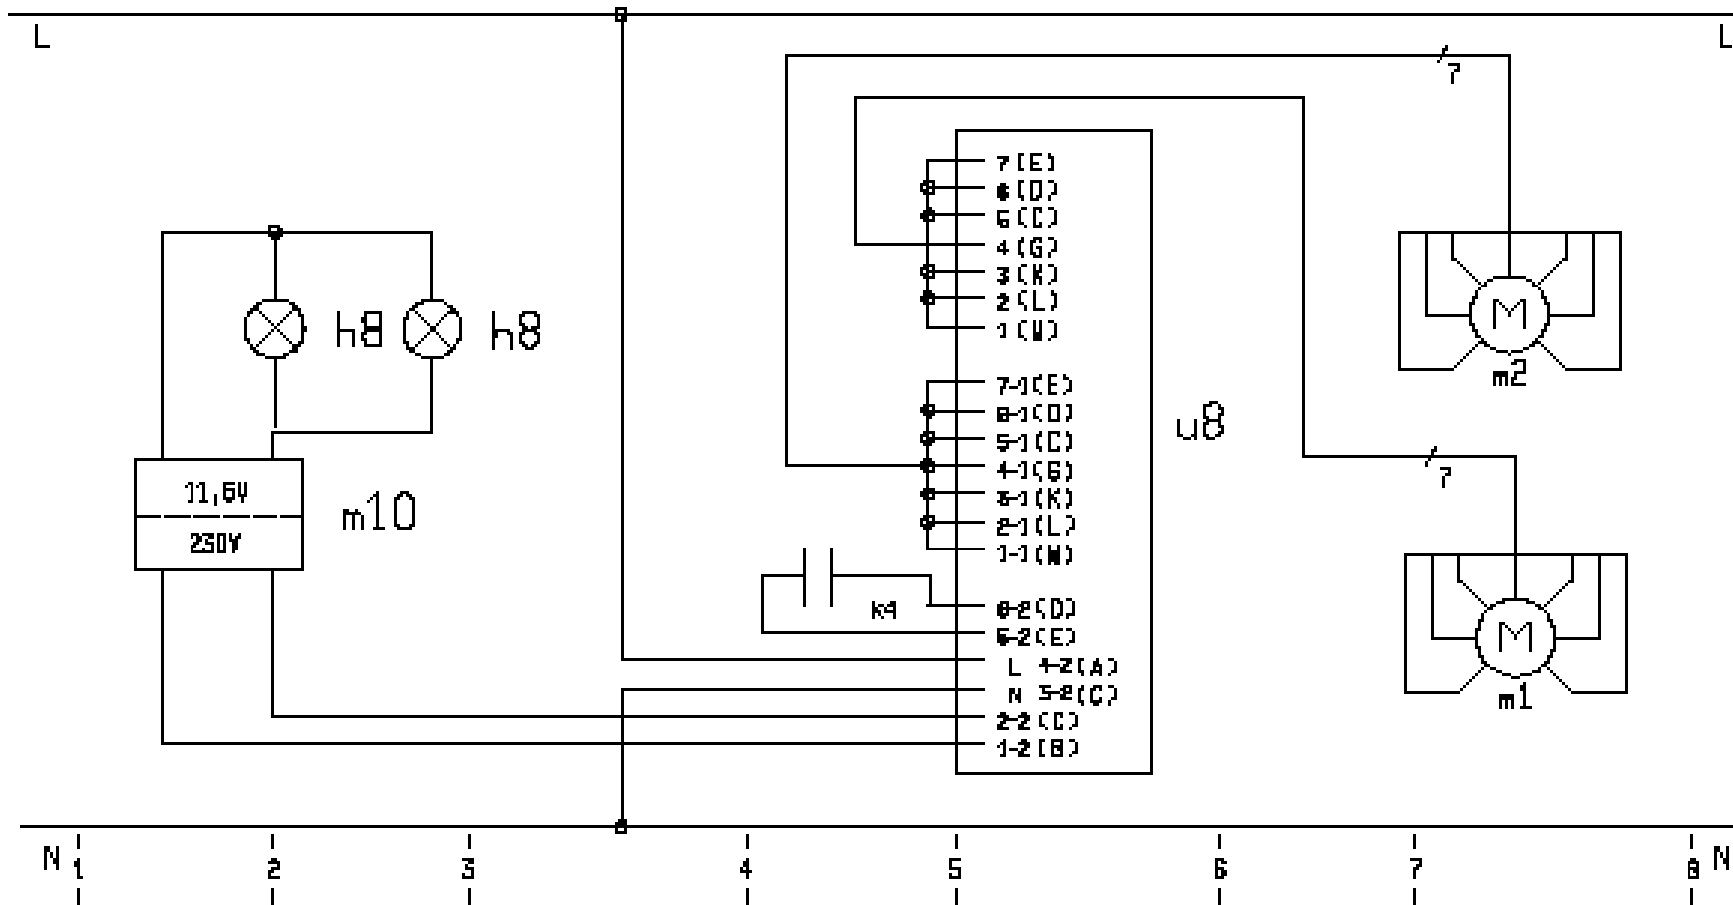 L L
7
7(E)
6(D)
5(C)
4(G)
3(K)
2(L)
1(W)
h8 h8
m2
7-1(E)
6-1(D)
5-1(C)
4-1(G)
3-1(K)
2-1(L)
1-1(W)
u8
7
11,6V
230V
m10
k4
6-2(D)
5-2(E)
L 4-2(A)
N 3-2(C)
2-2(C)
1-2(B)
m1
N 1 2 3 4 5 6 7 8 N